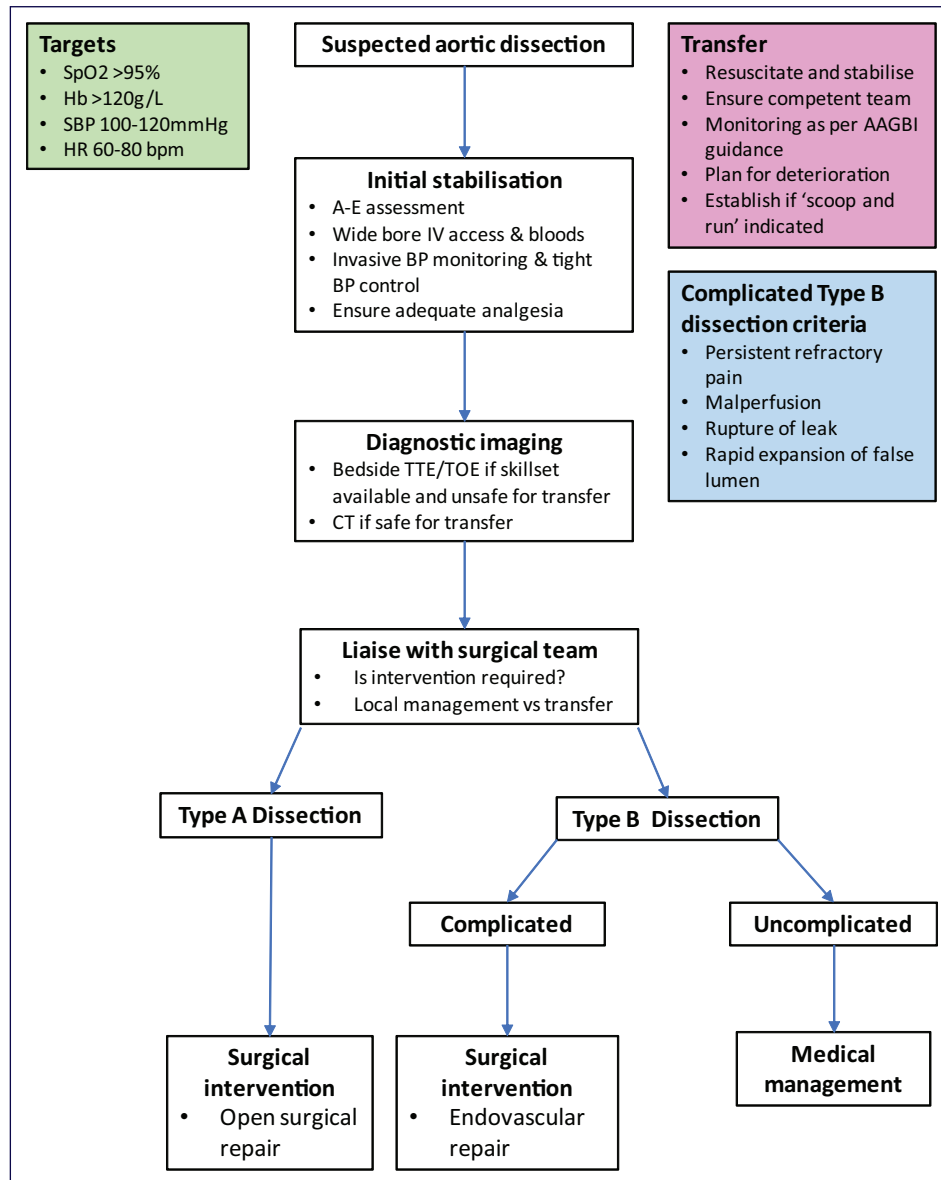 Targets
• SpO2 >95%
• Hb >120g/L
• SBP 100-120mmHg
• HR 60-80 bpm
Suspected aortic dissection
Transfer
• Resuscitate and stabilise
• Ensure competent team
• Monitoring as per AAGBI
guidance
• Plan for deterioration
• Establish if ‘scoop and
run’ indicated
Initial stabilisation
• A-E assessment
• Wide bore IV access & bloods
• Invasive BP monitoring & tight
BP control
• Ensure adequate analgesia
Complicated Type B
dissection criteria
• Persistent refractory
pain
• Malperfusion
• Rupture of leak
• Rapid expansion of false
lumen
Diagnostic imaging
• Bedside TTE/TOE if skillset
available and unsafe for transfer
• CT if safe for transfer
Liaise with surgical team
• Is intervention required?
• Local management vs transfer
Type A Dissection
Type B Dissection
Complicated
Uncomplicated
Surgical
intervention
• Open surgical
repair
Surgical
intervention
• Endovascular
repair
Medical
management